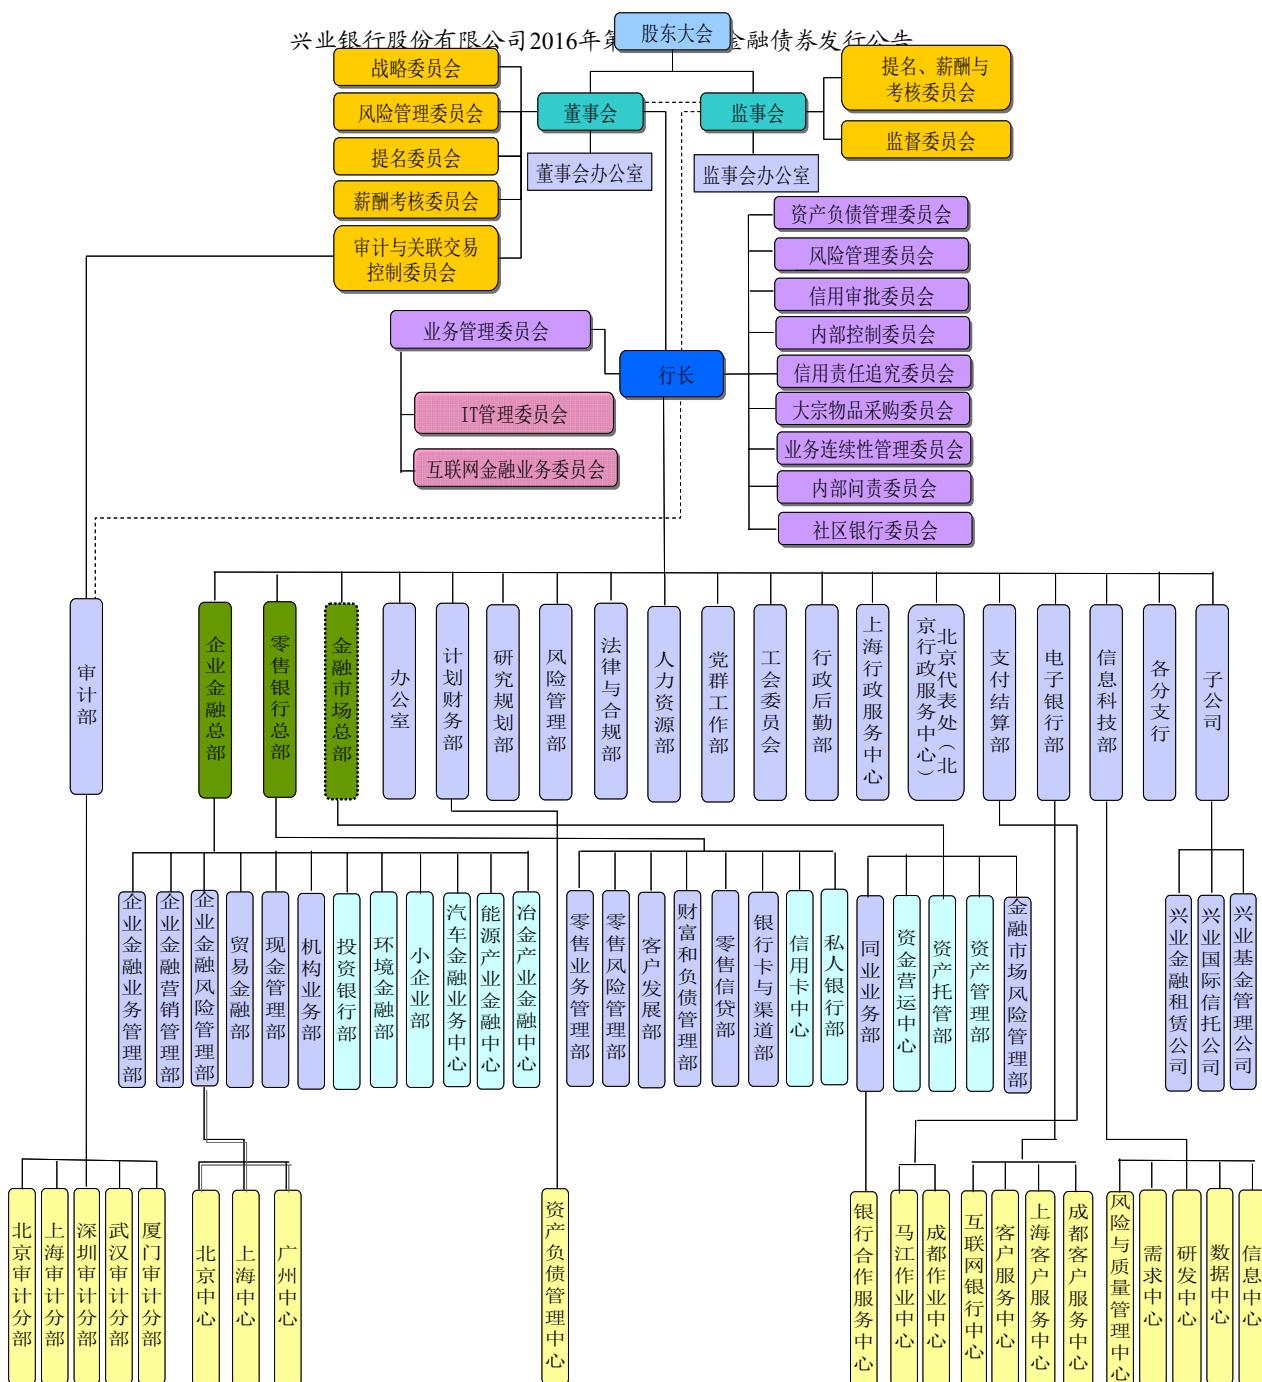 股东大会
兴业银行股份有限公司2016年第
金融债券发行公告
战略委员会
风险管理委员会
提名委员会
薪酬考核委员会
审计与关联交易
控制委员会
董事会
监事会
董事会办公室
监事会办公室
提名、薪酬与
考核委员会
监督委员会
资产负债管理委员会
风险管理委员会
信用审批委员会
内部控制委员会
信用责任追究委员会
大宗物品采购委员会
业务连续性管理委员会
内部问责委员会
社区银行委员会
业务管理委员会
行长
IT管理委员会
互联网金融业务委员会
审计部
企业金融总部
零售银行总部
金融市场总部
办公室
计划财务部
研究规划部
风险管理部
法律与合规部
人力资源部
党群工作部
工会委员会
行政后勤部
上海行政服务中心
北京代表处（北
京行政服务中心）
支付结算部
电子银行部
信息科技部
各分支行
子公司
企业金融业务管理部
企业金融营销管理部
企业金融风险管理部
贸易金融部
现金管理部
机构业务部
投资银行部
环境金融部
小企业部
汽车金融业务中心
能源产业金融中心
冶金产业金融中心
零售业务管理部
零售风险管理部
客户发展部
财富和负债管理部
零售信贷部
银行卡与渠道部
信用卡中心
私人银行部
同业业务部
资金营运中心
资产托管部
资产管理部
金融市场风险管理部
兴业金融租赁公司
兴业国际信托公司
兴业基金管理公司
北京审计分部
上海审计分部
深圳审计分部
武汉审计分部
厦门审计分部
北京中心
上海中心
广州中心
资产负债管理中心
银行合作服务中心
马江作业中心
成都作业中心
互联网银行中心
客户服务中心
上海客户服务中心
成都客户服务中心
风险与质量管理中心
需求中心
研发中心
数据中心
信息中心